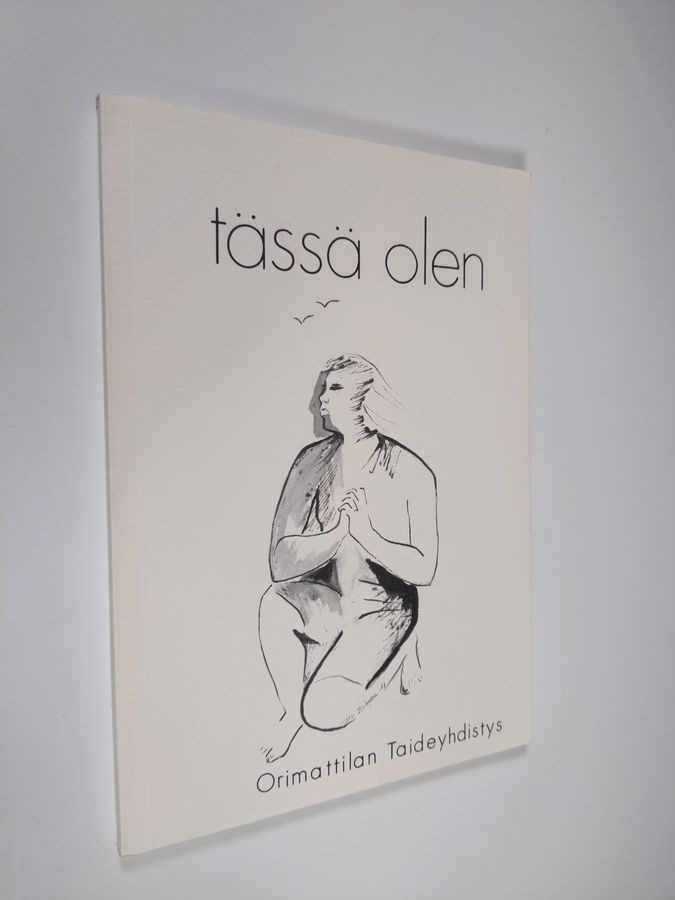 tässä olen
Orimattilan Taideyhdistys